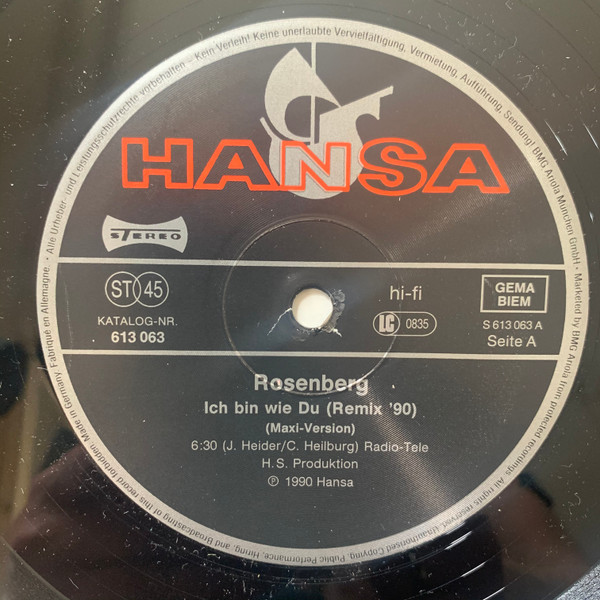 Alle Urheber- und Leistungsschutzrechte vorbehalten - Kein Verleih! Keine unerlaubte Vervielfältigung, Vermietung, Aufführung, Sendung! BMG Ariola München GmbH · Marketed by BMG Ariola
HANSA
STEREO
ST 45
KATALOG-NR.
613 063
hi-fi
LC 0835
GEMA
BIEM
S 613 063 A
Seite A
Rosenberg
Ich bin wie Du (Remix '90)
(Maxi-Version)
6:30 (J. Heider/C. Heilburg) Radio-Tele
H.S. Produktion
℗ 1990 Hansa
from protected recordings. All rights reserved. Unauthorised Copying, Public Performance, Hiring, and Broadcasting of this record forbidden. Made in Germany. Fabriqué en Allemagne.